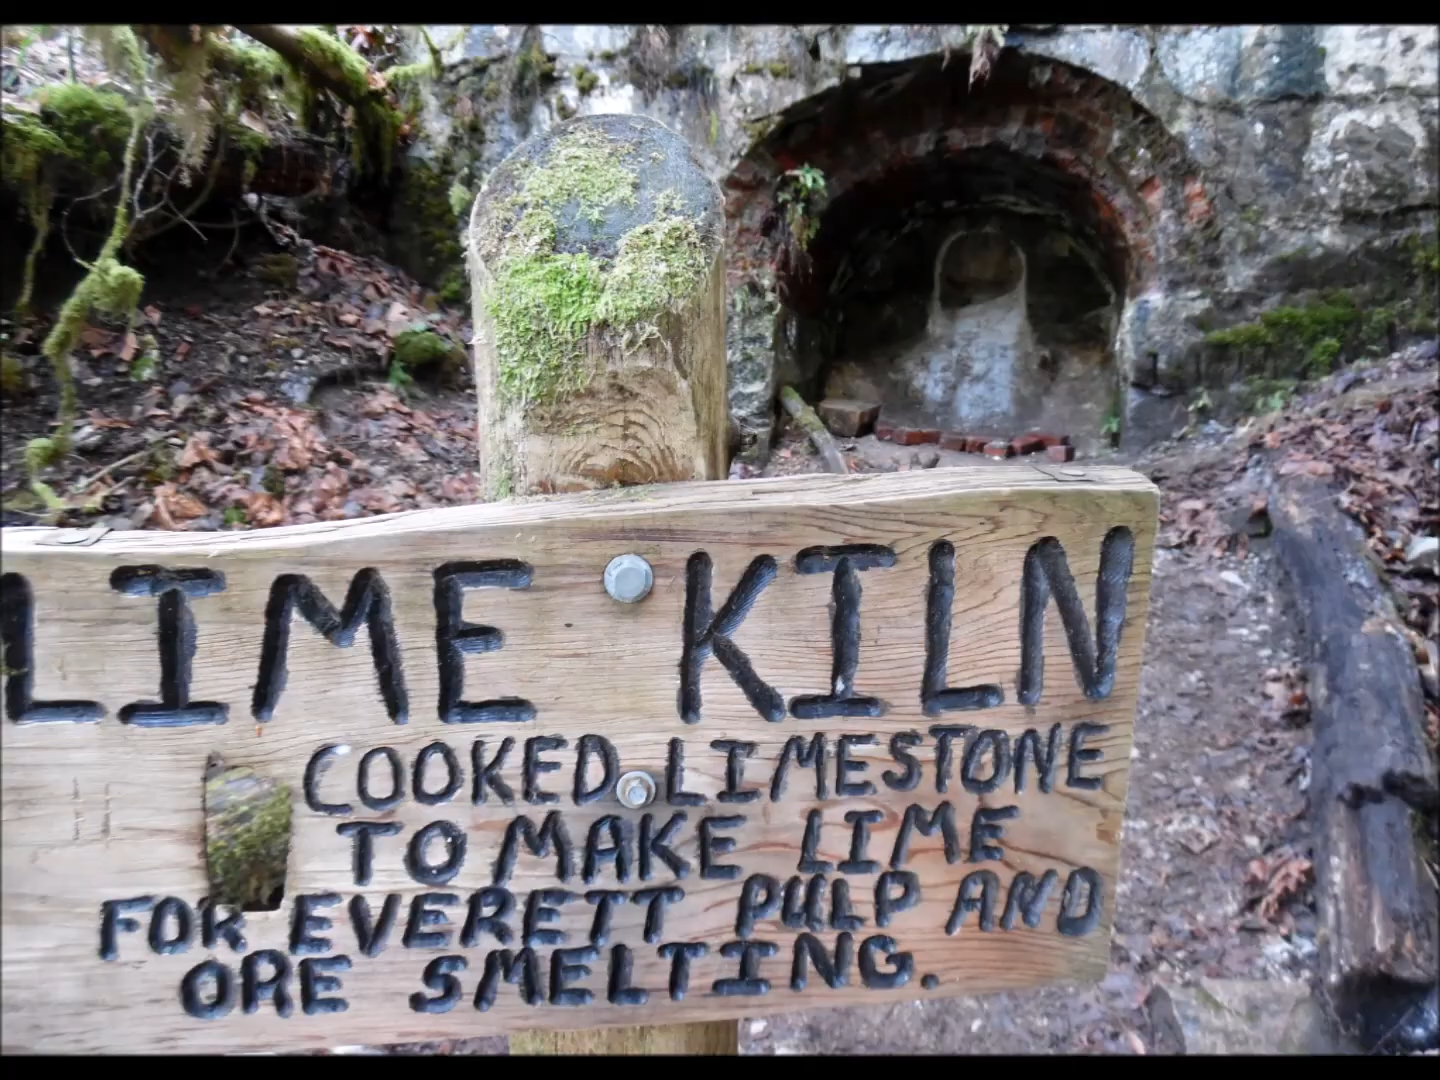 LIME KILN
COOKED LIMESTONE
TO MAKE LIME
FOR EVERETT PULP AND
ORE SMELTING.